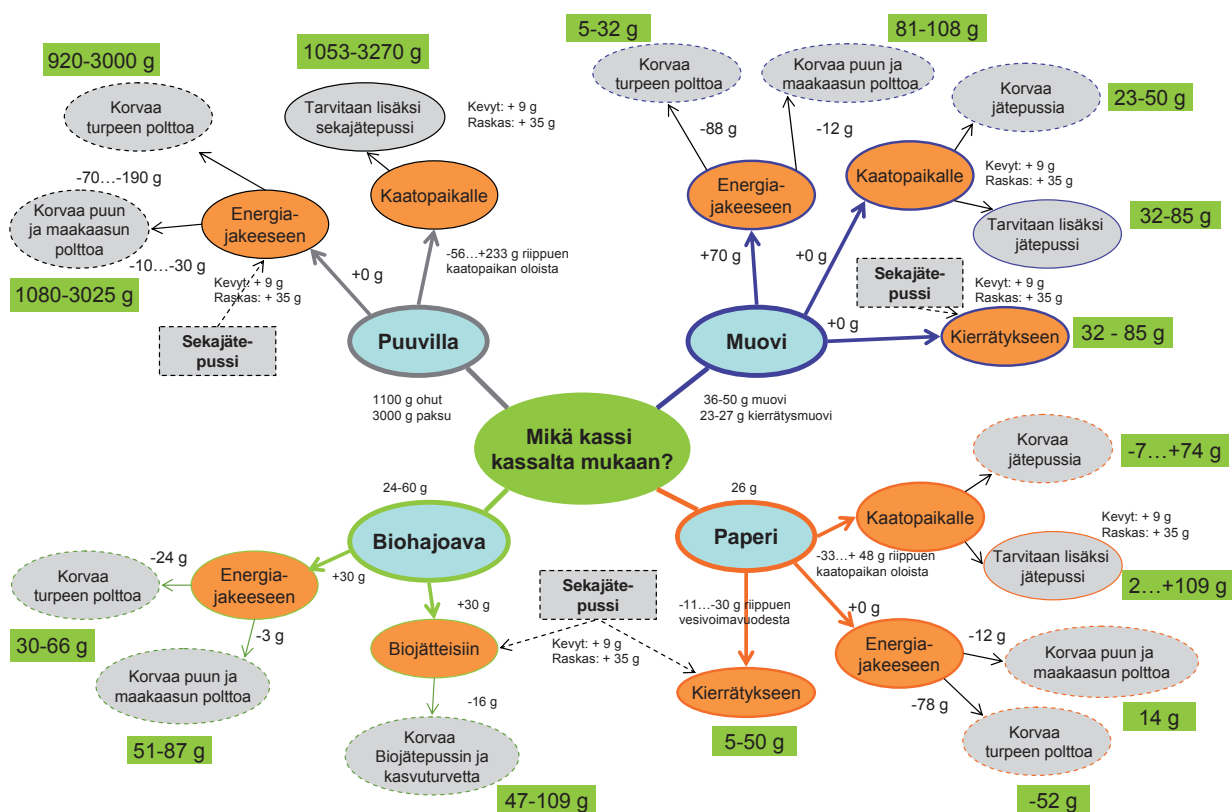 920-3000 g
Korvaa
turpeen polttoa
1053-3270 g
Tarvitaan lisäksi
sekajätepussi
Kevyt: + 9 g
Raskas: + 35 g
Kaatopaikalle
-70...-190 g
Korvaa puun
ja maakaasun
polttoa
Energia-
jakeeseen
-10...-30 g
1080-3025 g
Kevyt: + 9 g
Raskas: + 35 g
+0 g
-56...+233 g riippuen
kaatopaikan oloista
Sekajäte-
pussi
Puuvilla
1100 g ohut
3000 g paksu
5-32 g
Korvaa
turpeen polttoa
81-108 g
Korvaa puun ja
maakaasun polttoa
-88 g
-12 g
Energia-
jakeeseen
+70 g
Korvaa
jätepussia
23-50 g
Kaatopaikalle
Kevyt: + 9 g
Raskas: + 35 g
Tarvitaan lisäksi
jätepussi
32-85 g
+0 g
Sekajäte-
pussi
Kevyt: + 9 g
Raskas: + 35 g
Muovi
+0 g
Kierrätykseen
32 - 85 g
36-50 g muovi
23-27 g kierrätysmuovi
Mikä kassi
kassalta mukaan?
24-60 g
Biohajoava
-24 g
Korvaa
turpeen polttoa
Energia-
jakeeseen
+30 g
30-66 g
-3 g
Korvaa puun ja
maakaasun polttoa
51-87 g
+30 g
Biojätteisiin
-16 g
Korvaa
Biojätepussin ja
kasvuturvetta
47-109 g
Sekajäte-
pussi
Kevyt: + 9 g
Raskas: + 35 g
26 g
Paperi
Korvaa
jätepussia
-7...+74 g
Kaatopaikalle
-33...+ 48 g riippuen
kaatopaikan oloista
Kevyt: + 9 g
Raskas: + 35 g
Tarvitaan lisäksi
jätepussi
2...+109 g
-11...-30 g riippuen
vesivoimavuodesta
Kierrätykseen
5-50 g
+0 g
Energia-
jakeeseen
-12 g
Korvaa puun ja
maakaasun polttoa
14 g
-78 g
Korvaa
turpeen polttoa
-52 g